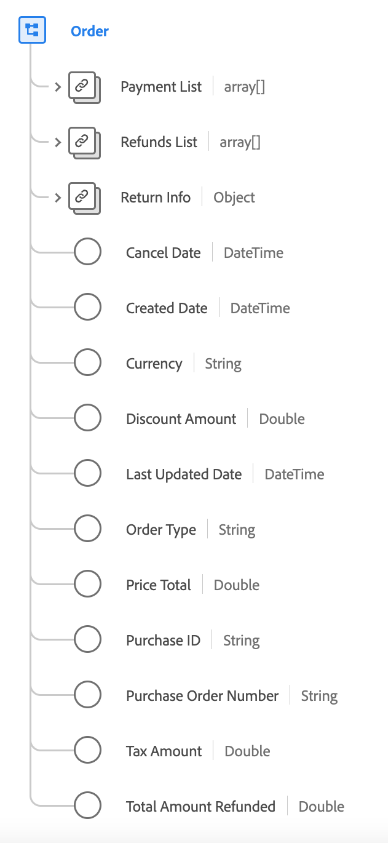 Order
Payment List array[]
Refunds List array[]
Return Info Object
Cancel Date DateTime
Created Date DateTime
Currency String
Discount Amount Double
Last Updated Date DateTime
Order Type String
Price Total Double
Purchase ID String
Purchase Order Number String
Tax Amount Double
Total Amount Refunded Double